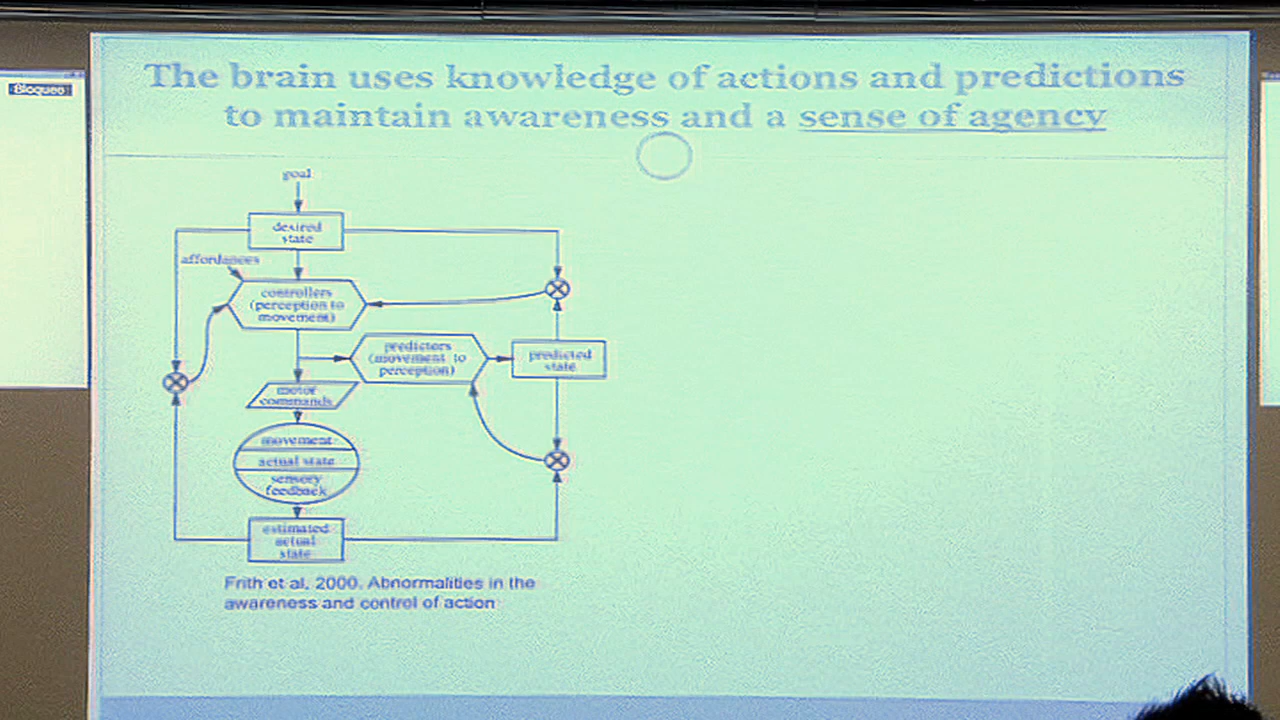 Bloqueo
The brain uses knowledge of actions and predictions
to maintain awareness and a sense of agency
goal
desired
state
affordances
controllers
(perception to
movement)
predictors
(movement to
perception)
predicted
state
motor
commands
movement
actual state
sensory
feedback
estimated
actual
state
Frith et al, 2000. Abnormalities in the
awareness and control of action